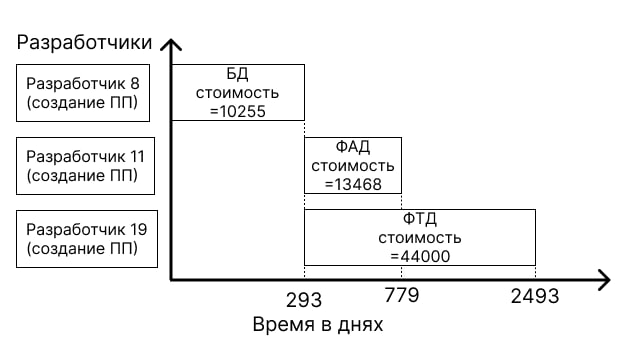 Разработчики
Разработчик 8
(создание ПП)
БД
стоимость
=10255
Разработчик 11
(создание ПП)
ФАД
стоимость
=13468
Разработчик 19
(создание ПП)
ФТД
стоимость
=44000
293
779
2493
Время в днях